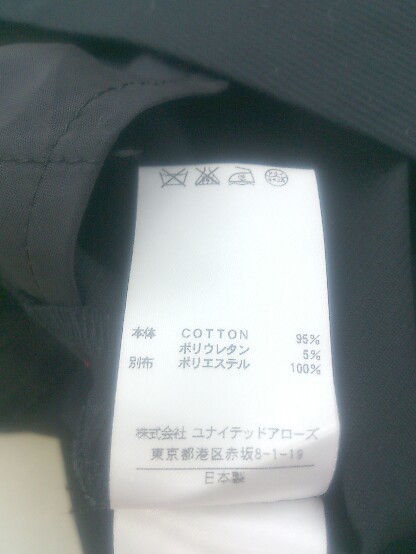 本体 COTTON 95%
ポリウレタン 5%
別布 ポリエステル 100%
株式会社 ユナイテッドアローズ
東京都港区赤坂8-1-19
日本製